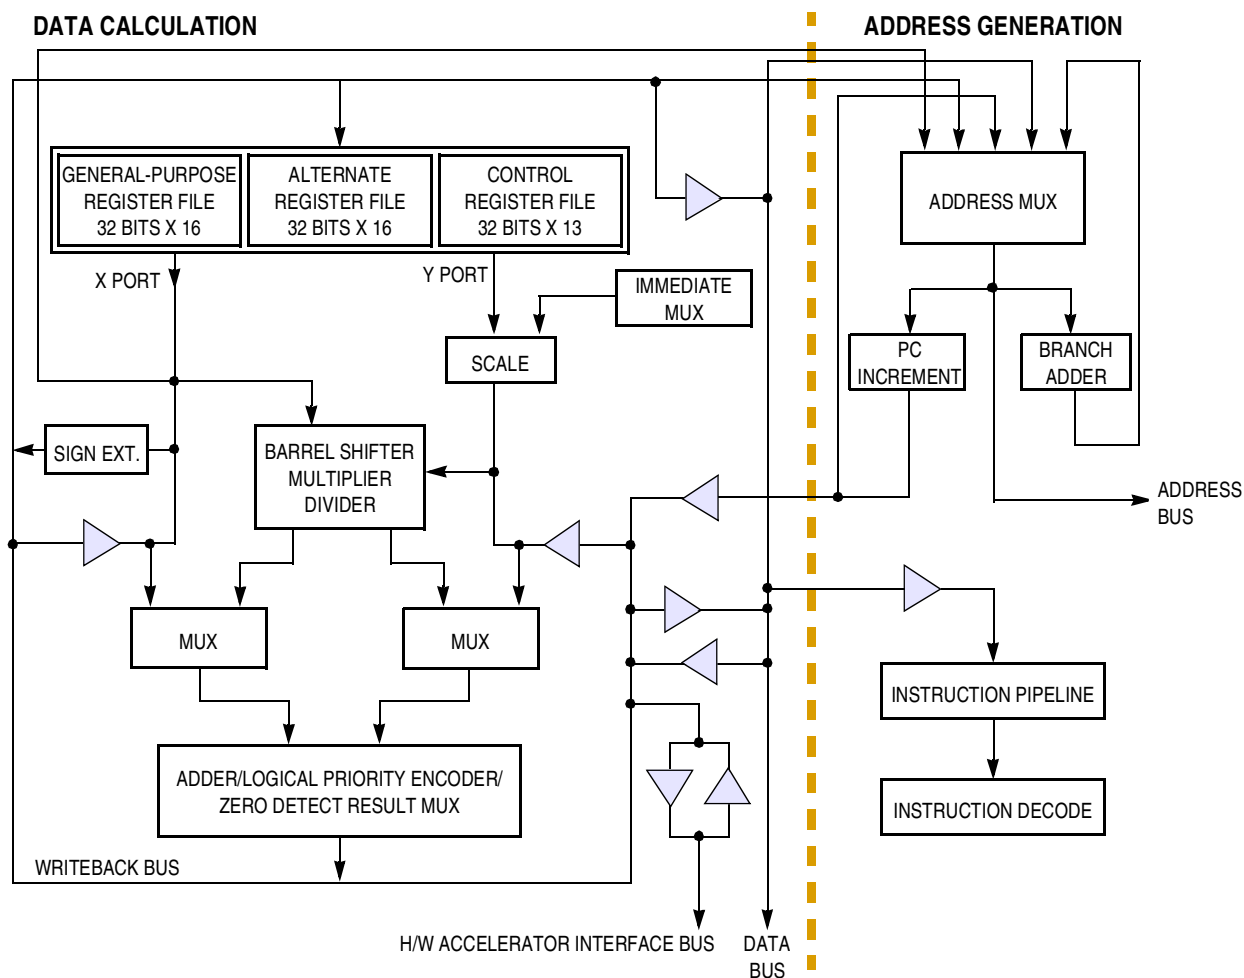 DATA CALCULATION
ADDRESS GENERATION
GENERAL-PURPOSE
REGISTER FILE
32 BITS X 16
ALTERNATE
REGISTER FILE
32 BITS X 16
CONTROL
REGISTER FILE
32 BITS X 13
ADDRESS MUX
X PORT
Y PORT
IMMEDIATE
MUX
SCALE
PC
INCREMENT
BRANCH
ADDER
SIGN EXT.
BARREL SHIFTER
MULTIPLIER
DIVIDER
ADDRESS
BUS
MUX
MUX
INSTRUCTION PIPELINE
ADDER/LOGICAL PRIORITY ENCODER/
ZERO DETECT RESULT MUX
INSTRUCTION DECODE
WRITEBACK BUS
H/W ACCELERATOR INTERFACE BUS
DATA
BUS